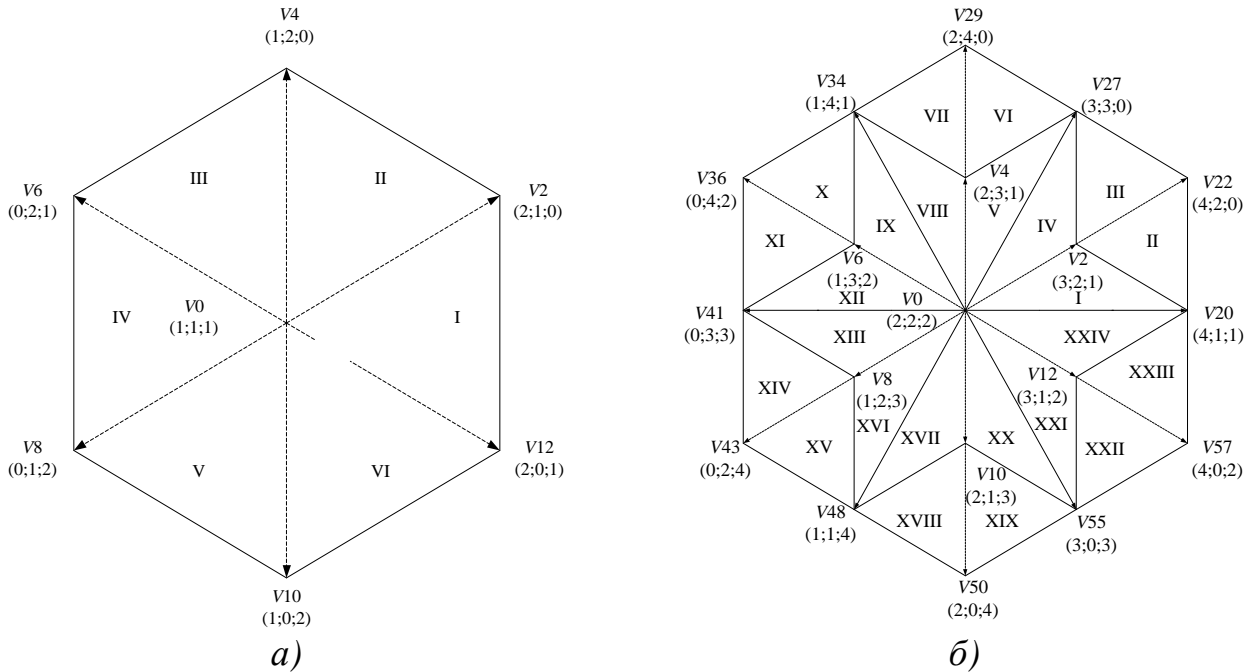 V4
(1;2;0)
III
II
V6
(0;2;1)
V2
(2;1;0)
IV
V0
(1;1;1)
I
V8
(0;1;2)
V
VI
V12
(2;0;1)
V10
(1;0;2)
а)
V29
(2;4;0)
V34
(1;4;1)
V27
(3;3;0)
VII
VI
V36
(0;4;2)
X
V4
(2;3;1)
III
V22
(4;2;0)
VIII
V
IX
IV
XI
II
V6
(1;3;2)
V2
(3;2;1)
XII
V0
(2;2;2)
I
V41
(0;3;3)
V20
(4;1;1)
XIII
XXIV
XIV
V8
(1;2;3)
V12
(3;1;2)
XXIII
XVI
XXI
V43
(0;2;4)
XV
XVII
XX
XXII
V57
(4;0;2)
V10
(2;1;3)
V48
(1;1;4)
XVIII
XIX
V55
(3;0;3)
V50
(2;0;4)
б)